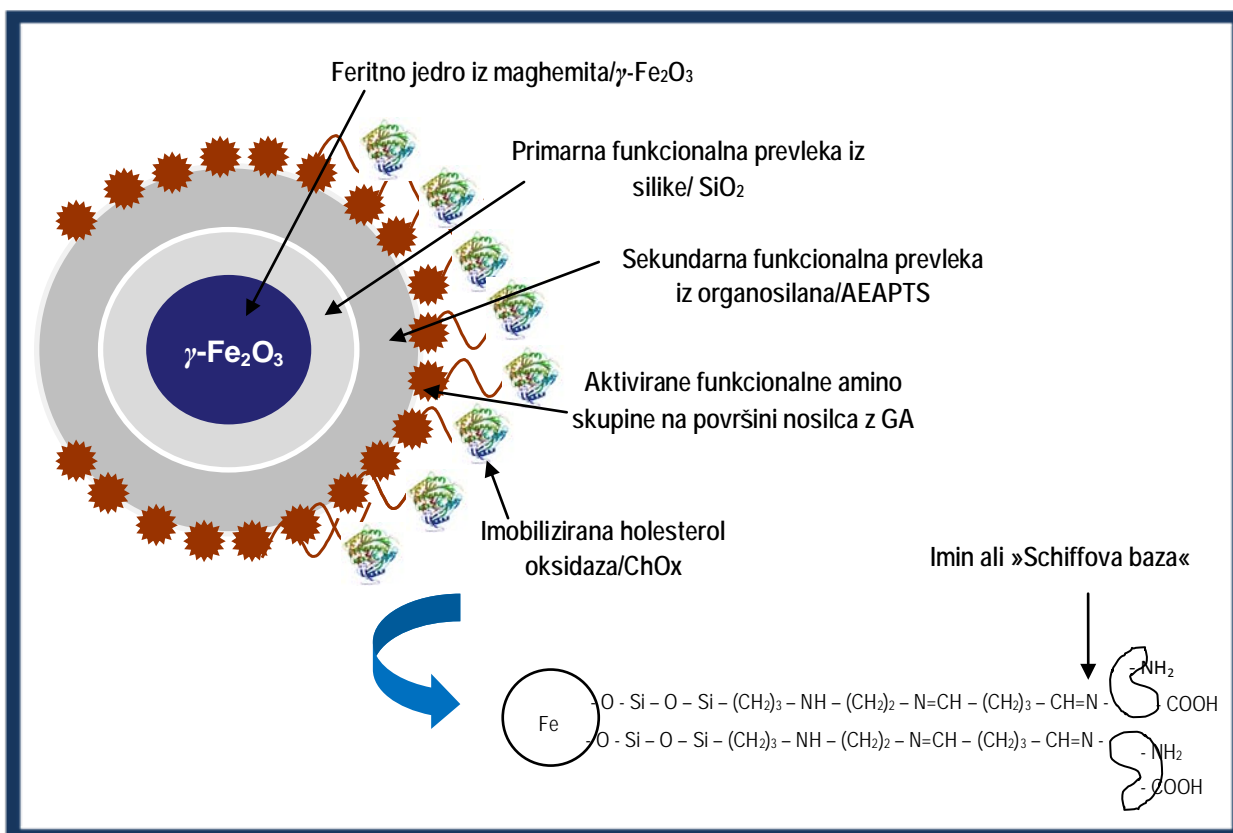 Feritno jedro iz maghemita/γ-Fe₂O₃
Primarna funkcionalna prevleka iz
silike/ SiO₂
Sekundarna funkcionalna prevleka
iz organosilana/AEAPTS
γ-Fe₂O₃
Aktivirane funkcionalne amino
skupine na površini nosilca z GA
Imobilizirana holesterol
oksidaza/ChOx
Imin ali »Schiffova baza«
- NH₂
-O - Si – O – Si – (CH₂)₃ – NH – (CH₂)₂ – N=CH – (CH₂)₃ – CH=N -
- COOH
Fe
-O - Si – O – Si – (CH₂)₃ – NH – (CH₂)₂ – N=CH – (CH₂)₃ – CH=N -
- NH₂
- COOH